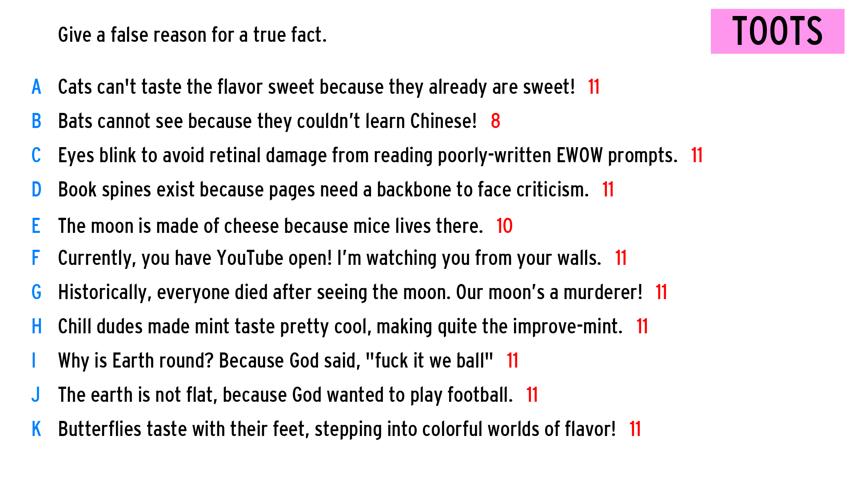 Give a false reason for a true fact.
TOOTS
A Cats can't taste the flavor sweet because they already are sweet! 11
B Bats cannot see because they couldn’t learn Chinese! 8
C Eyes blink to avoid retinal damage from reading poorly-written EWOW prompts. 11
D Book spines exist because pages need a backbone to face criticism. 11
E The moon is made of cheese because mice lives there. 10
F Currently, you have YouTube open! I’m watching you from your walls. 11
G Historically, everyone died after seeing the moon. Our moon’s a murderer! 11
H Chill dudes made mint taste pretty cool, making quite the improve-mint. 11
I Why is Earth round? Because God said, "fuck it we ball" 11
J The earth is not flat, because God wanted to play football. 11
K Butterflies taste with their feet, stepping into colorful worlds of flavor! 11